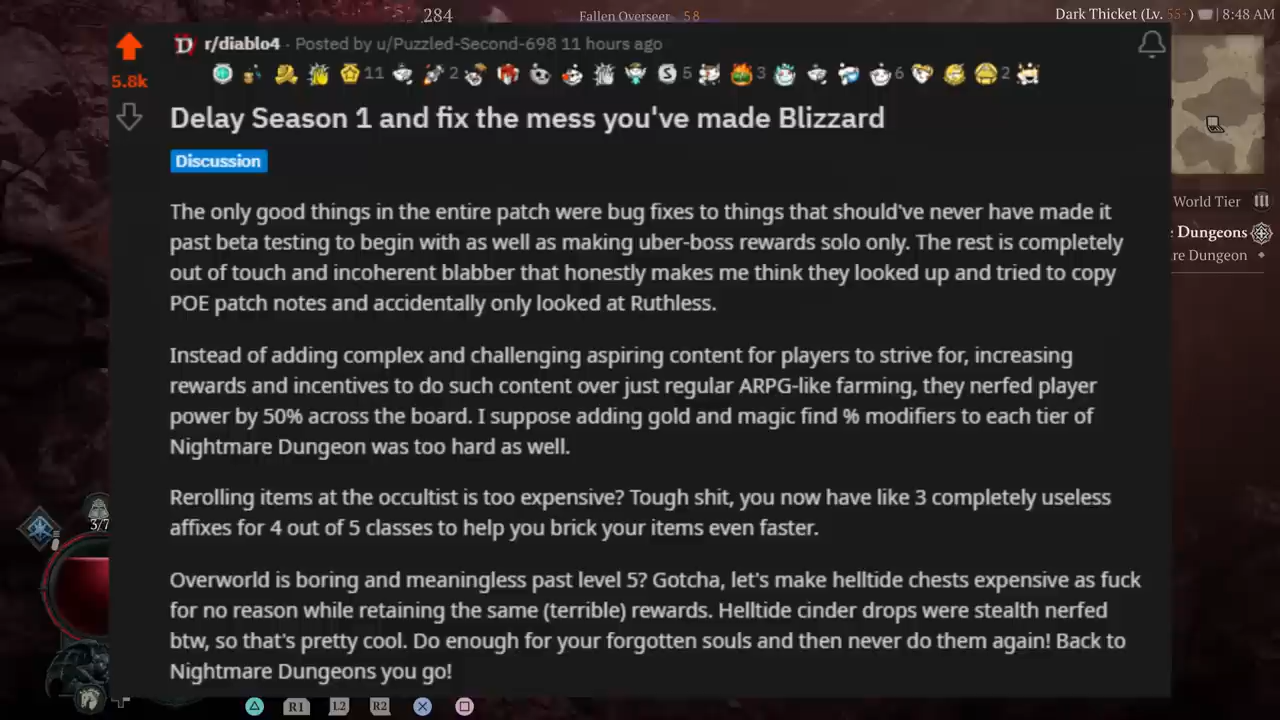 284
Fallen Overseer 58
Dark Thicket (Lv. 55+) 8:48 AM
r/diablo4 · Posted by u/Puzzled-Second-698 11 hours ago
5.8k
11 2 5 3 6 2
Delay Season 1 and fix the mess you've made Blizzard
Discussion
World Tier III
Dungeons
re Dungeon
The only good things in the entire patch were bug fixes to things that should've never have made it
past beta testing to begin with as well as making uber-boss rewards solo only. The rest is completely
out of touch and incoherent blabber that honestly makes me think they looked up and tried to copy
POE patch notes and accidentally only looked at Ruthless.
Instead of adding complex and challenging aspiring content for players to strive for, increasing
rewards and incentives to do such content over just regular ARPG-like farming, they nerfed player
power by 50% across the board. I suppose adding gold and magic find % modifiers to each tier of
Nightmare Dungeon was too hard as well.
Rerolling items at the occultist is too expensive? Tough shit, you now have like 3 completely useless
affixes for 4 out of 5 classes to help you brick your items even faster.
3/7
Overworld is boring and meaningless past level 5? Gotcha, let's make helltide chests expensive as fuck
for no reason while retaining the same (terrible) rewards. Helltide cinder drops were stealth nerfed
btw, so that's pretty cool. Do enough for your forgotten souls and then never do them again! Back to
Nightmare Dungeons you go!
R1 L2 R2